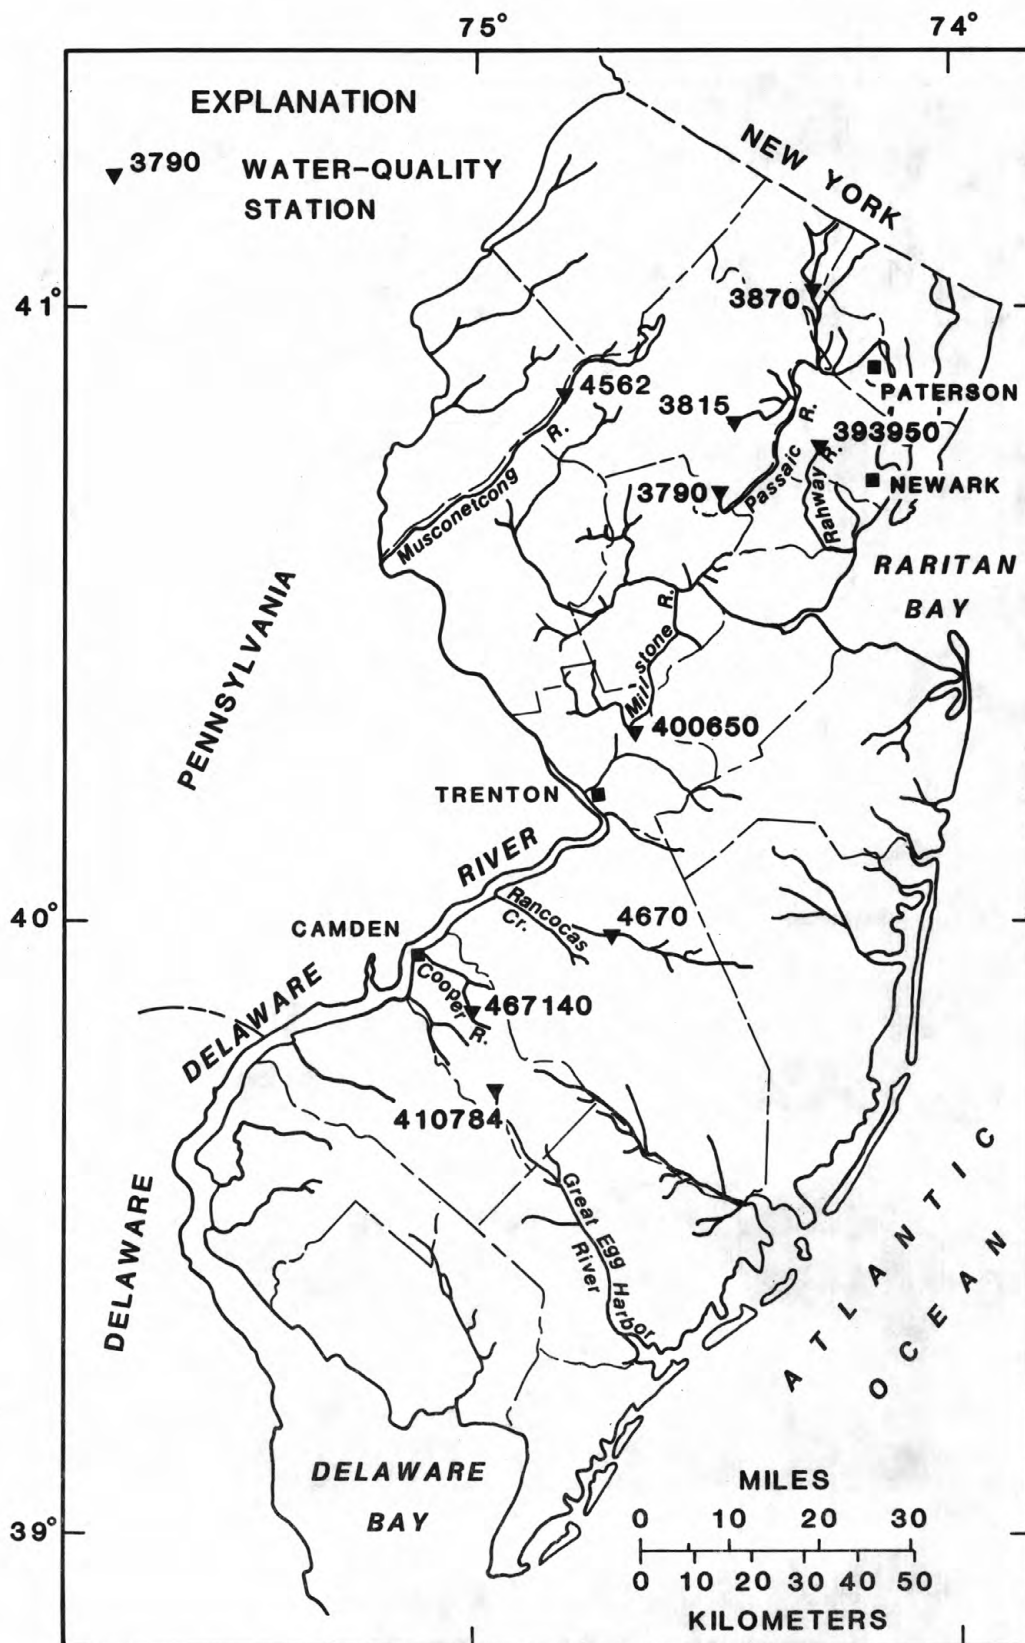 75° 74°
EXPLANATION
3790 WATER-QUALITY
STATION
NEW YORK
41°
3870
4562
PATERSON
3815
393950
Passaic R.
Rahway R.
3790
NEWARK
Musconetcong R.
RARITAN
BAY
PENNSYLVANIA
Millstone R.
400650
TRENTON
DELAWARE RIVER
40°
Rancocas
Cr.
4670
CAMDEN
Cooper R.
467140
410784
Great Egg Harbor
River
DELAWARE
ATLANTIC
OCEAN
DELAWARE
BAY
39°
MILES
0 10 20 30
0 10 20 30 40 50
KILOMETERS